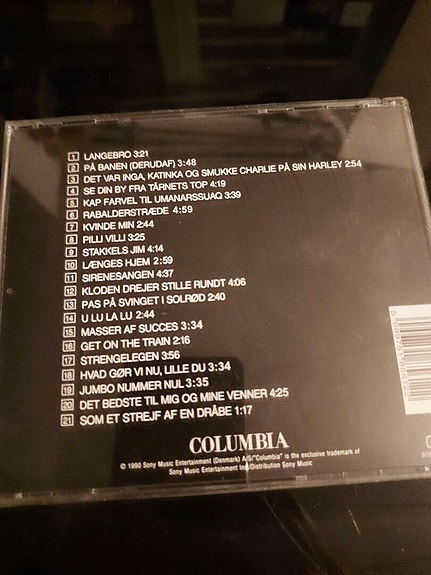 1 LANGEBRO 3:21
2 PÅ BANEN (DERUDAF) 3:48
3 DET VAR INGA, KATINKA OG SMUKKE CHARLIE PÅ SIN HARLEY 2:54
4 SE DIN BY FRA TÅRNETS TOP 4:19
5 KAP FARVEL TIL UMANARSSUAQ 3:39
6 RABALDERSTRÆDE 4:59
7 KVINDE MIN 2:44
8 PILLI VILLI 3:25
9 STAKKELS JIM 4:14
10 LÆNGES HJEM 2:59
11 SIRENESANGEN 4:37
12 KLODEN DREJER STILLE RUNDT 4:06
13 PAS PÅ SVINGET I SOLRØD 2:40
14 U LU LA LU 2:44
15 MASSER AF SUCCES 3:34
16 GET ON THE TRAIN 2:16
17 STRENGELEGEN 3:56
18 HVAD GØR VI NU, LILLE DU 3:34
19 JUMBO NUMMER NUL 3:35
20 DET BEDSTE TIL MIG OG MINE VENNER 4:25
21 SOM ET STREJF AF EN DRÅBE 1:17
COLUMBIA
© 1990 Sony Music Entertainment (Denmark) A/S/"Columbia" is the exclusive trademark of
Sony Music Entertainment Inc/Distribution Sony Music